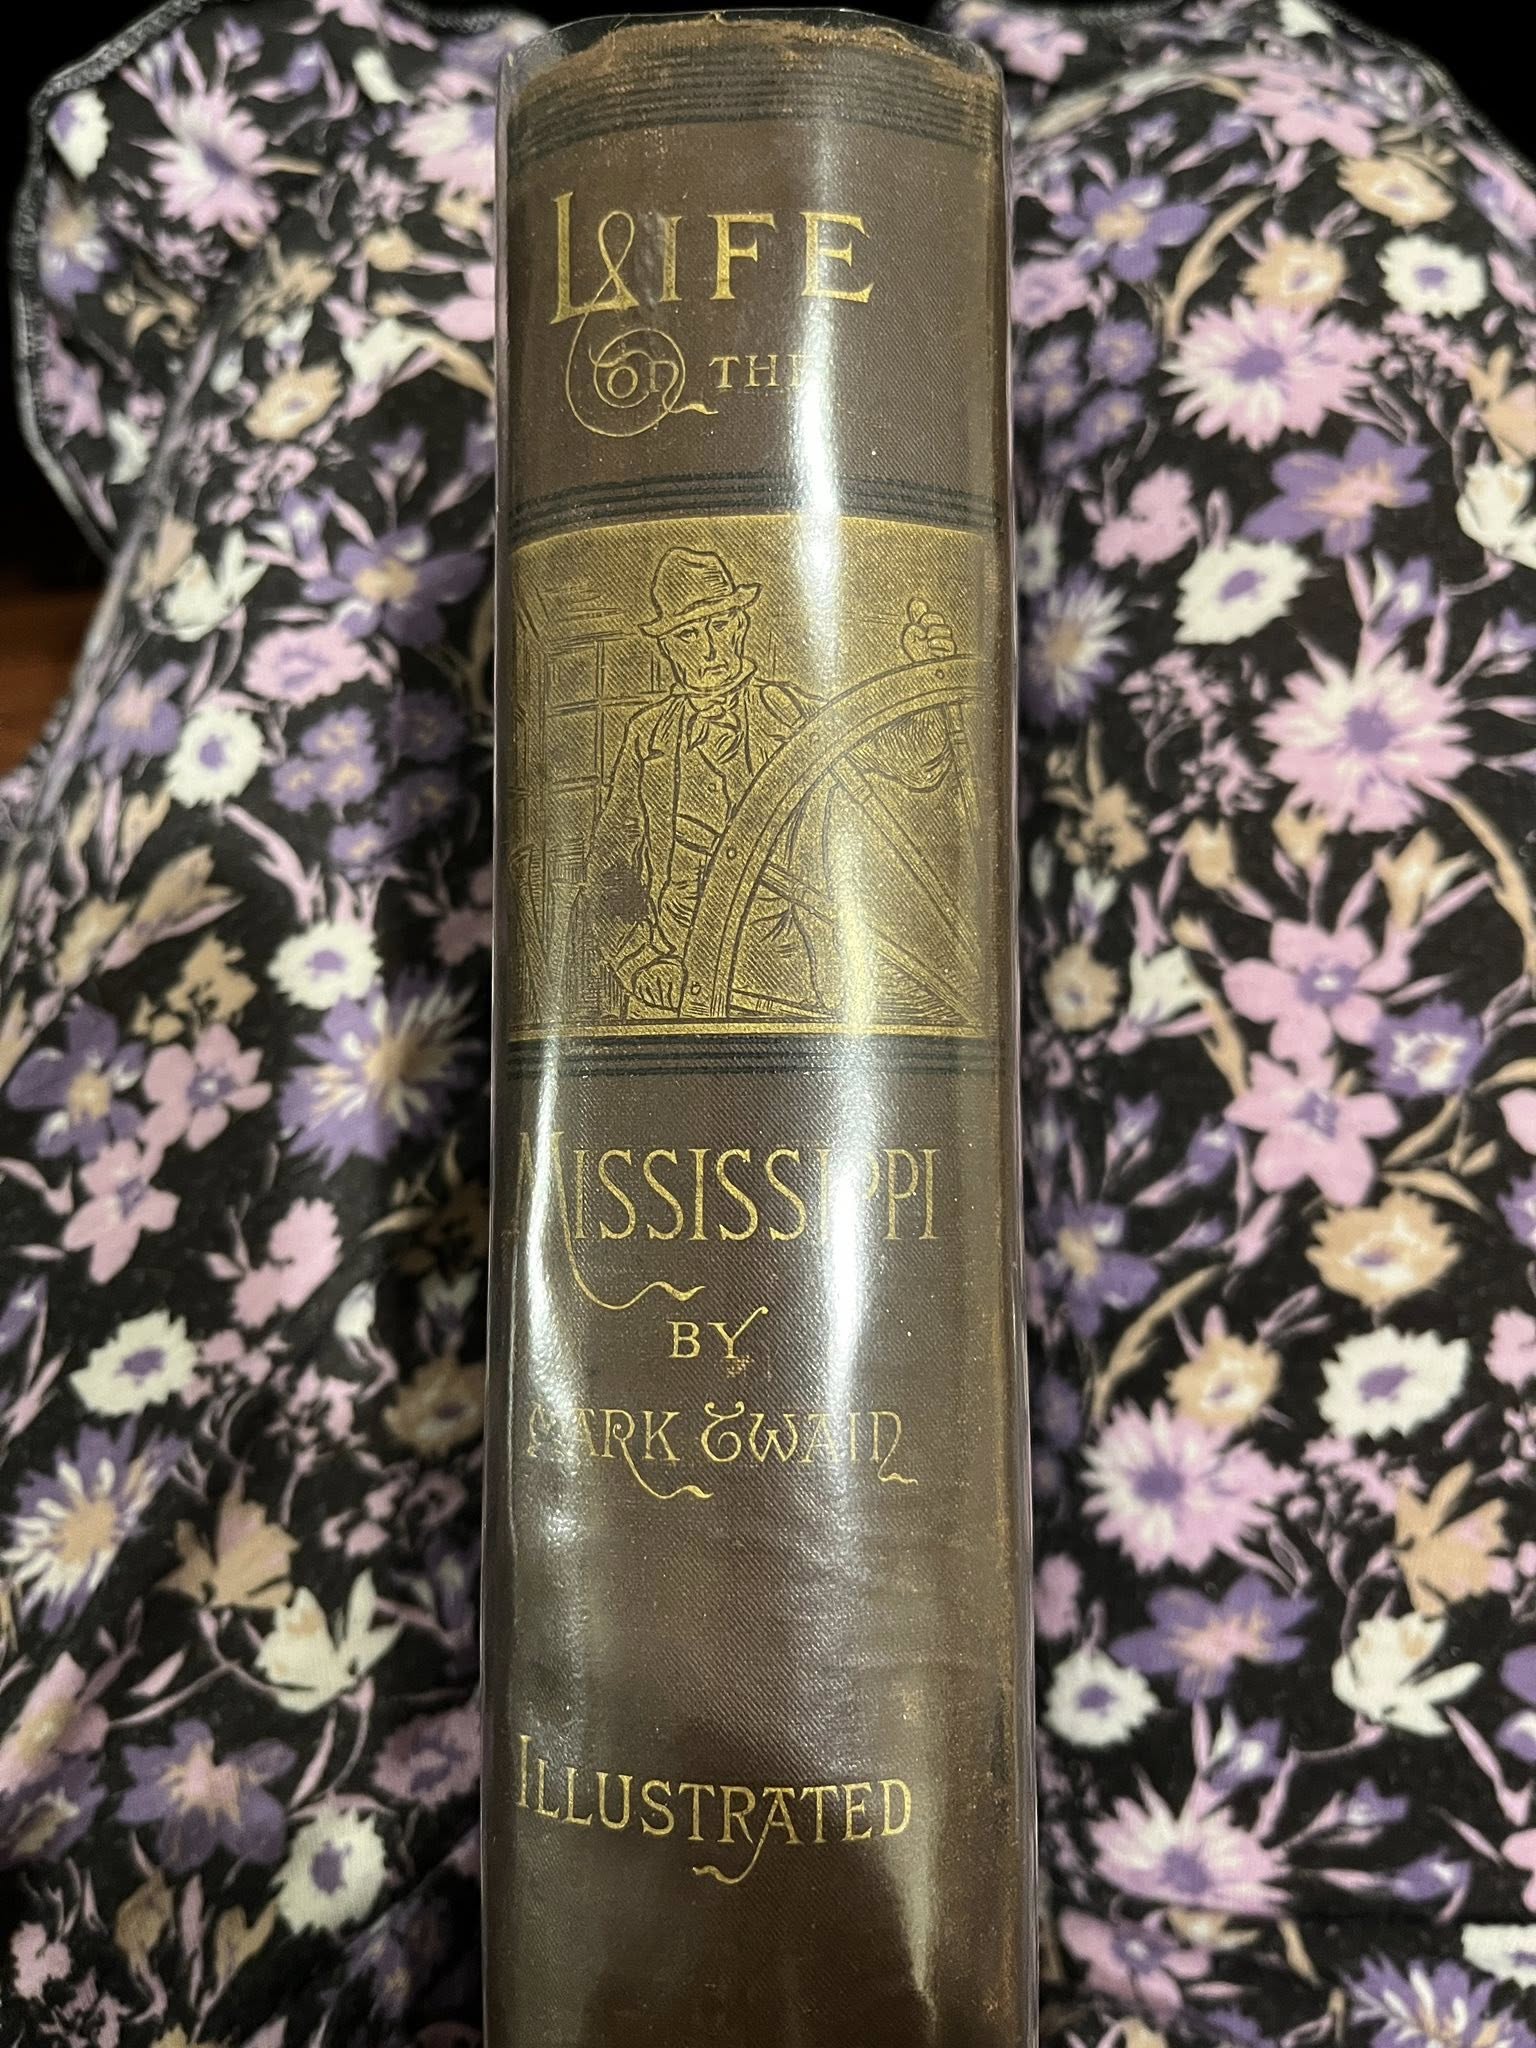 LIFE
on THE
MISSISSIPPI
BY
MARK TWAIN
ILLUSTRATED